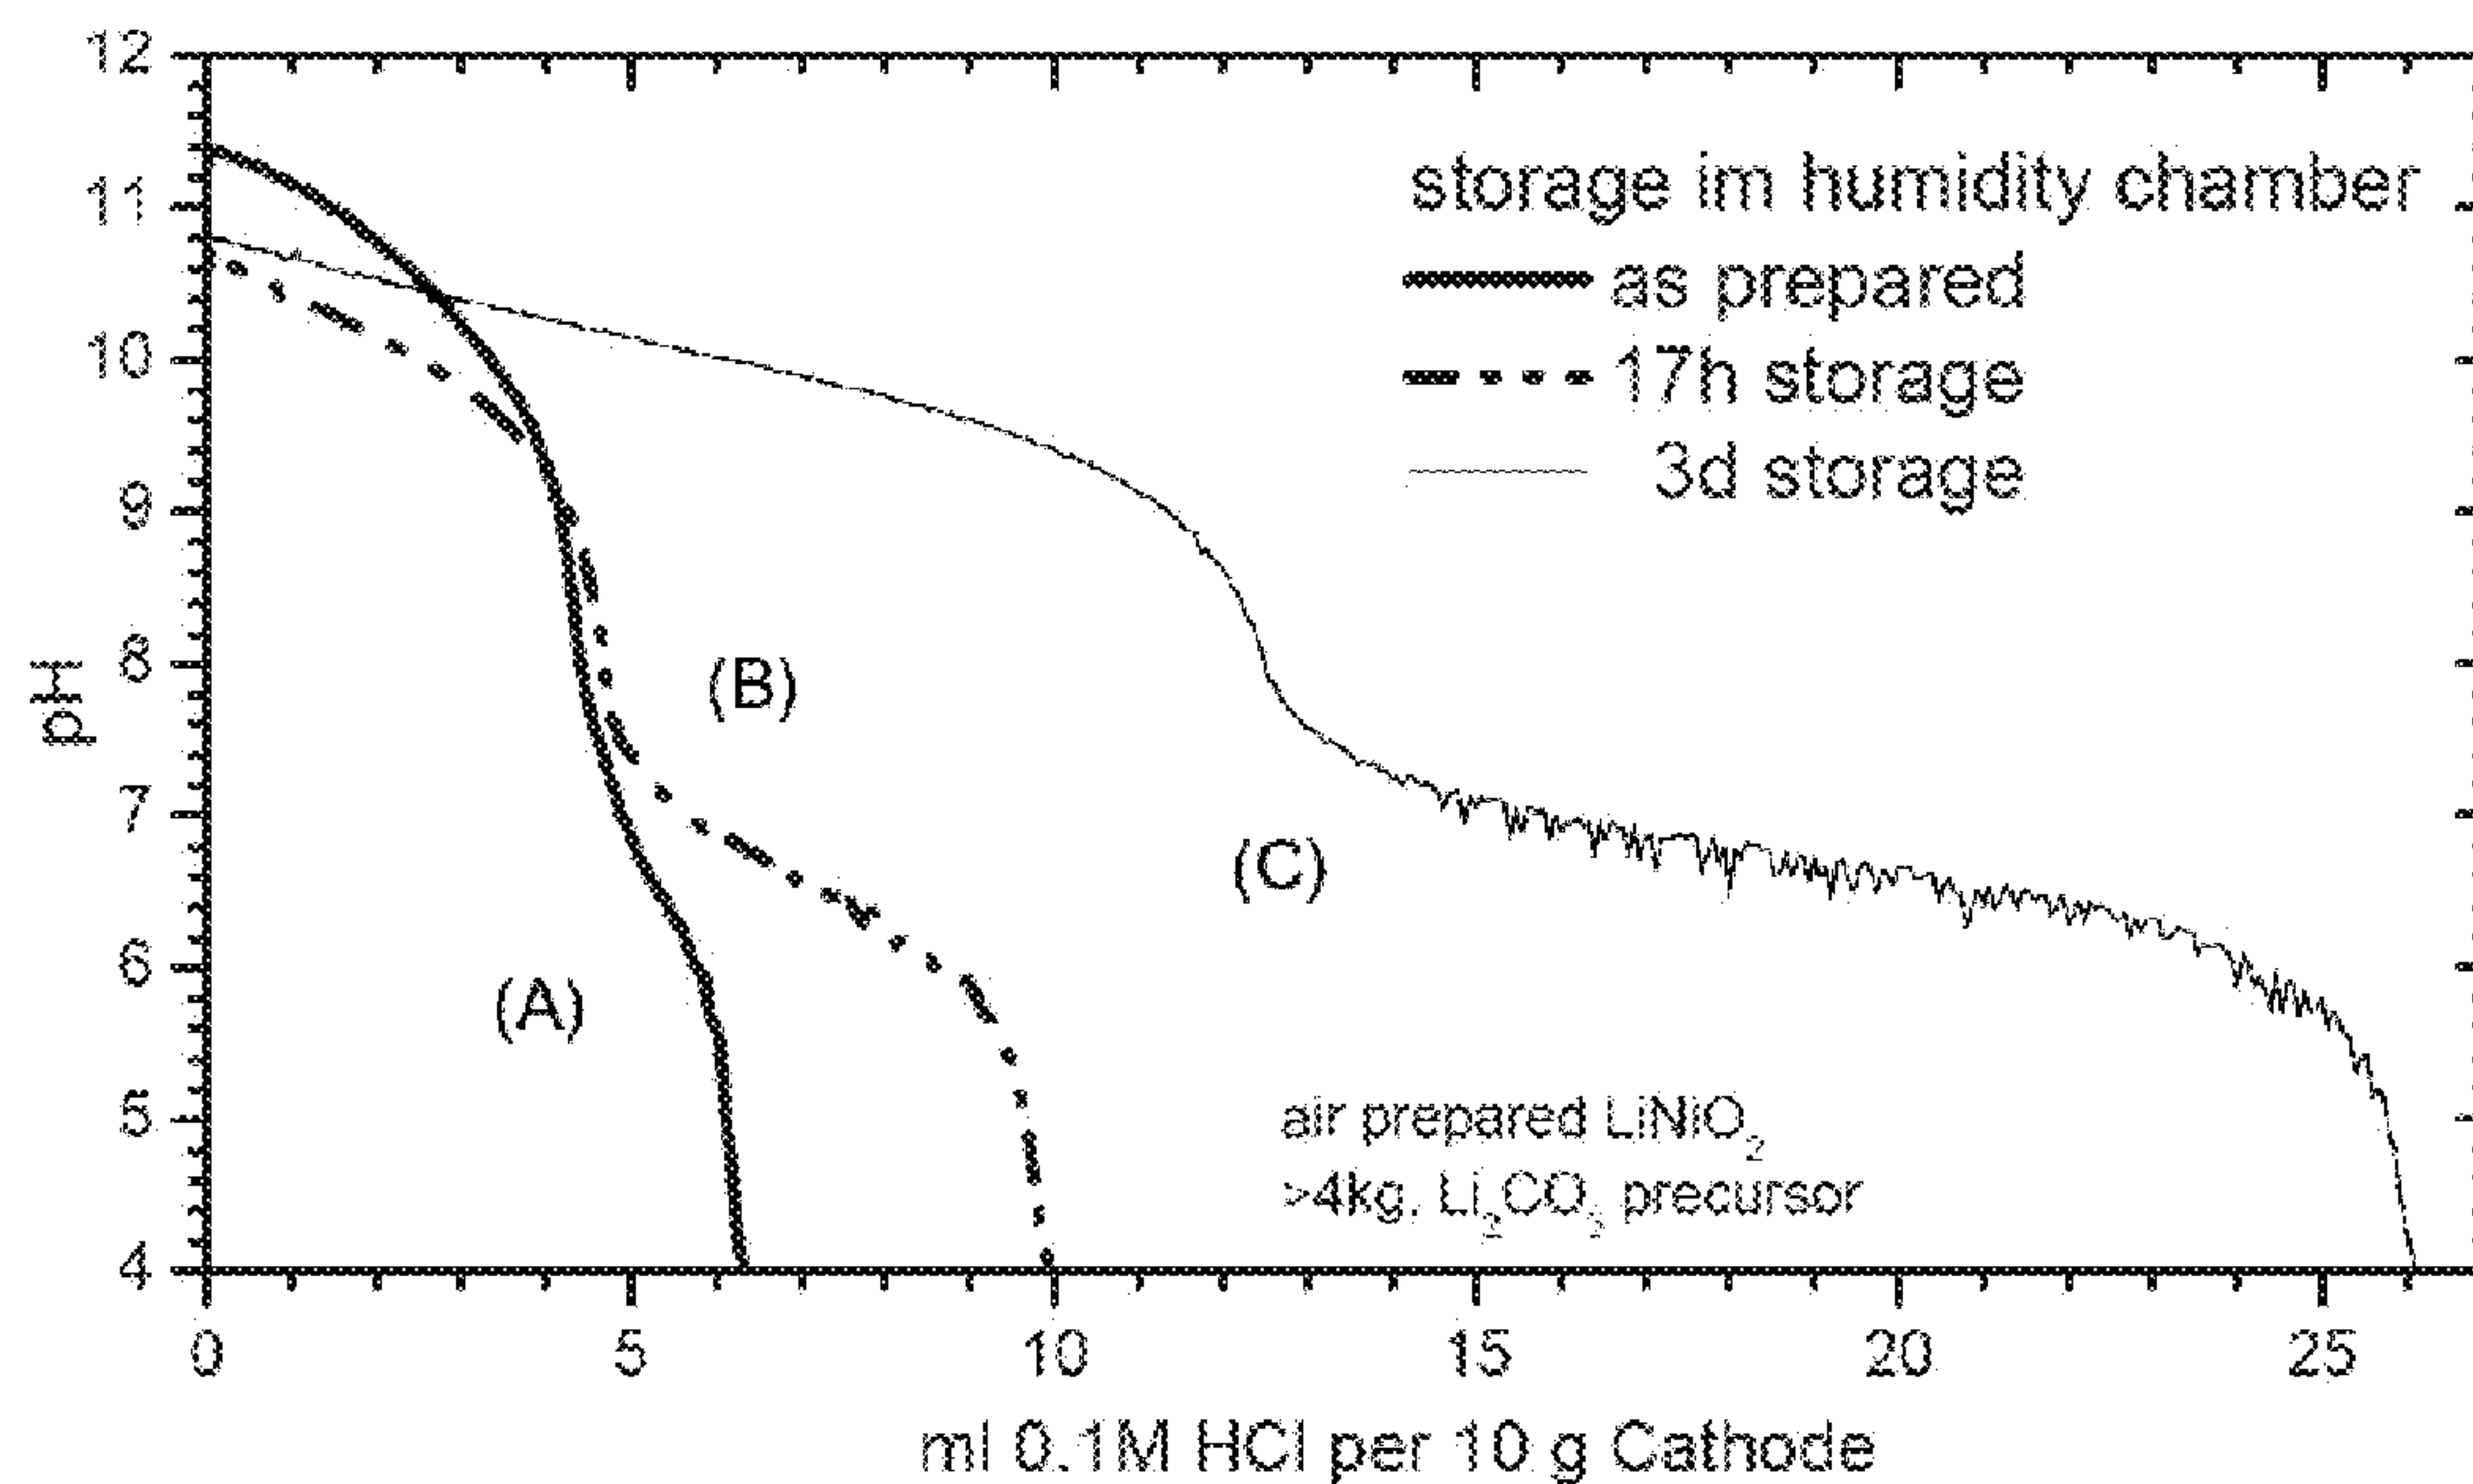 12
11
10
9
8
7
6
5
4
pH
storage im humidity chamber
as prepared
17h storage
3d storage
(A)
(B)
(C)
air prepared LiNiO₂
>4kg. Li₂CO₃ precursor
0 5 10 15 20 25
ml 0.1M HCl per 10 g Cathode